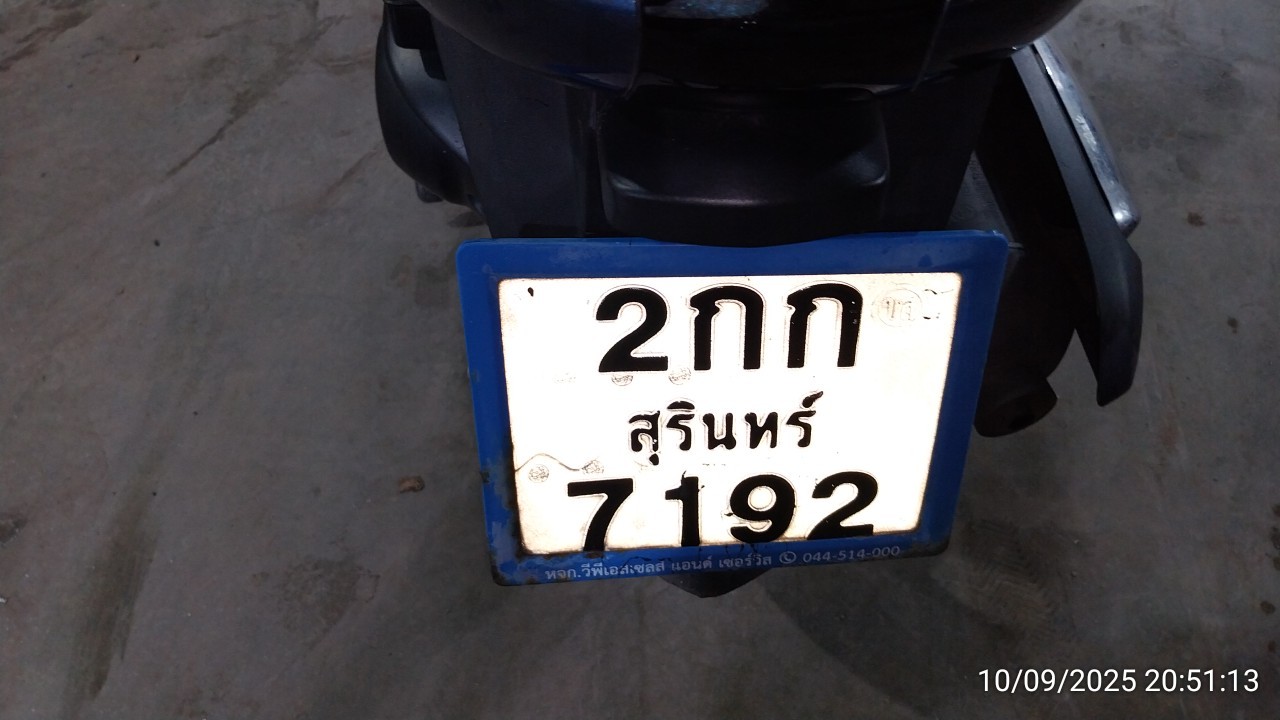 2กก
สุรินทร์
7192
หจก.วีพีเอสเซลส แอนด์ เซอร์วิส 044-514-000
10/09/2025 20:51:13